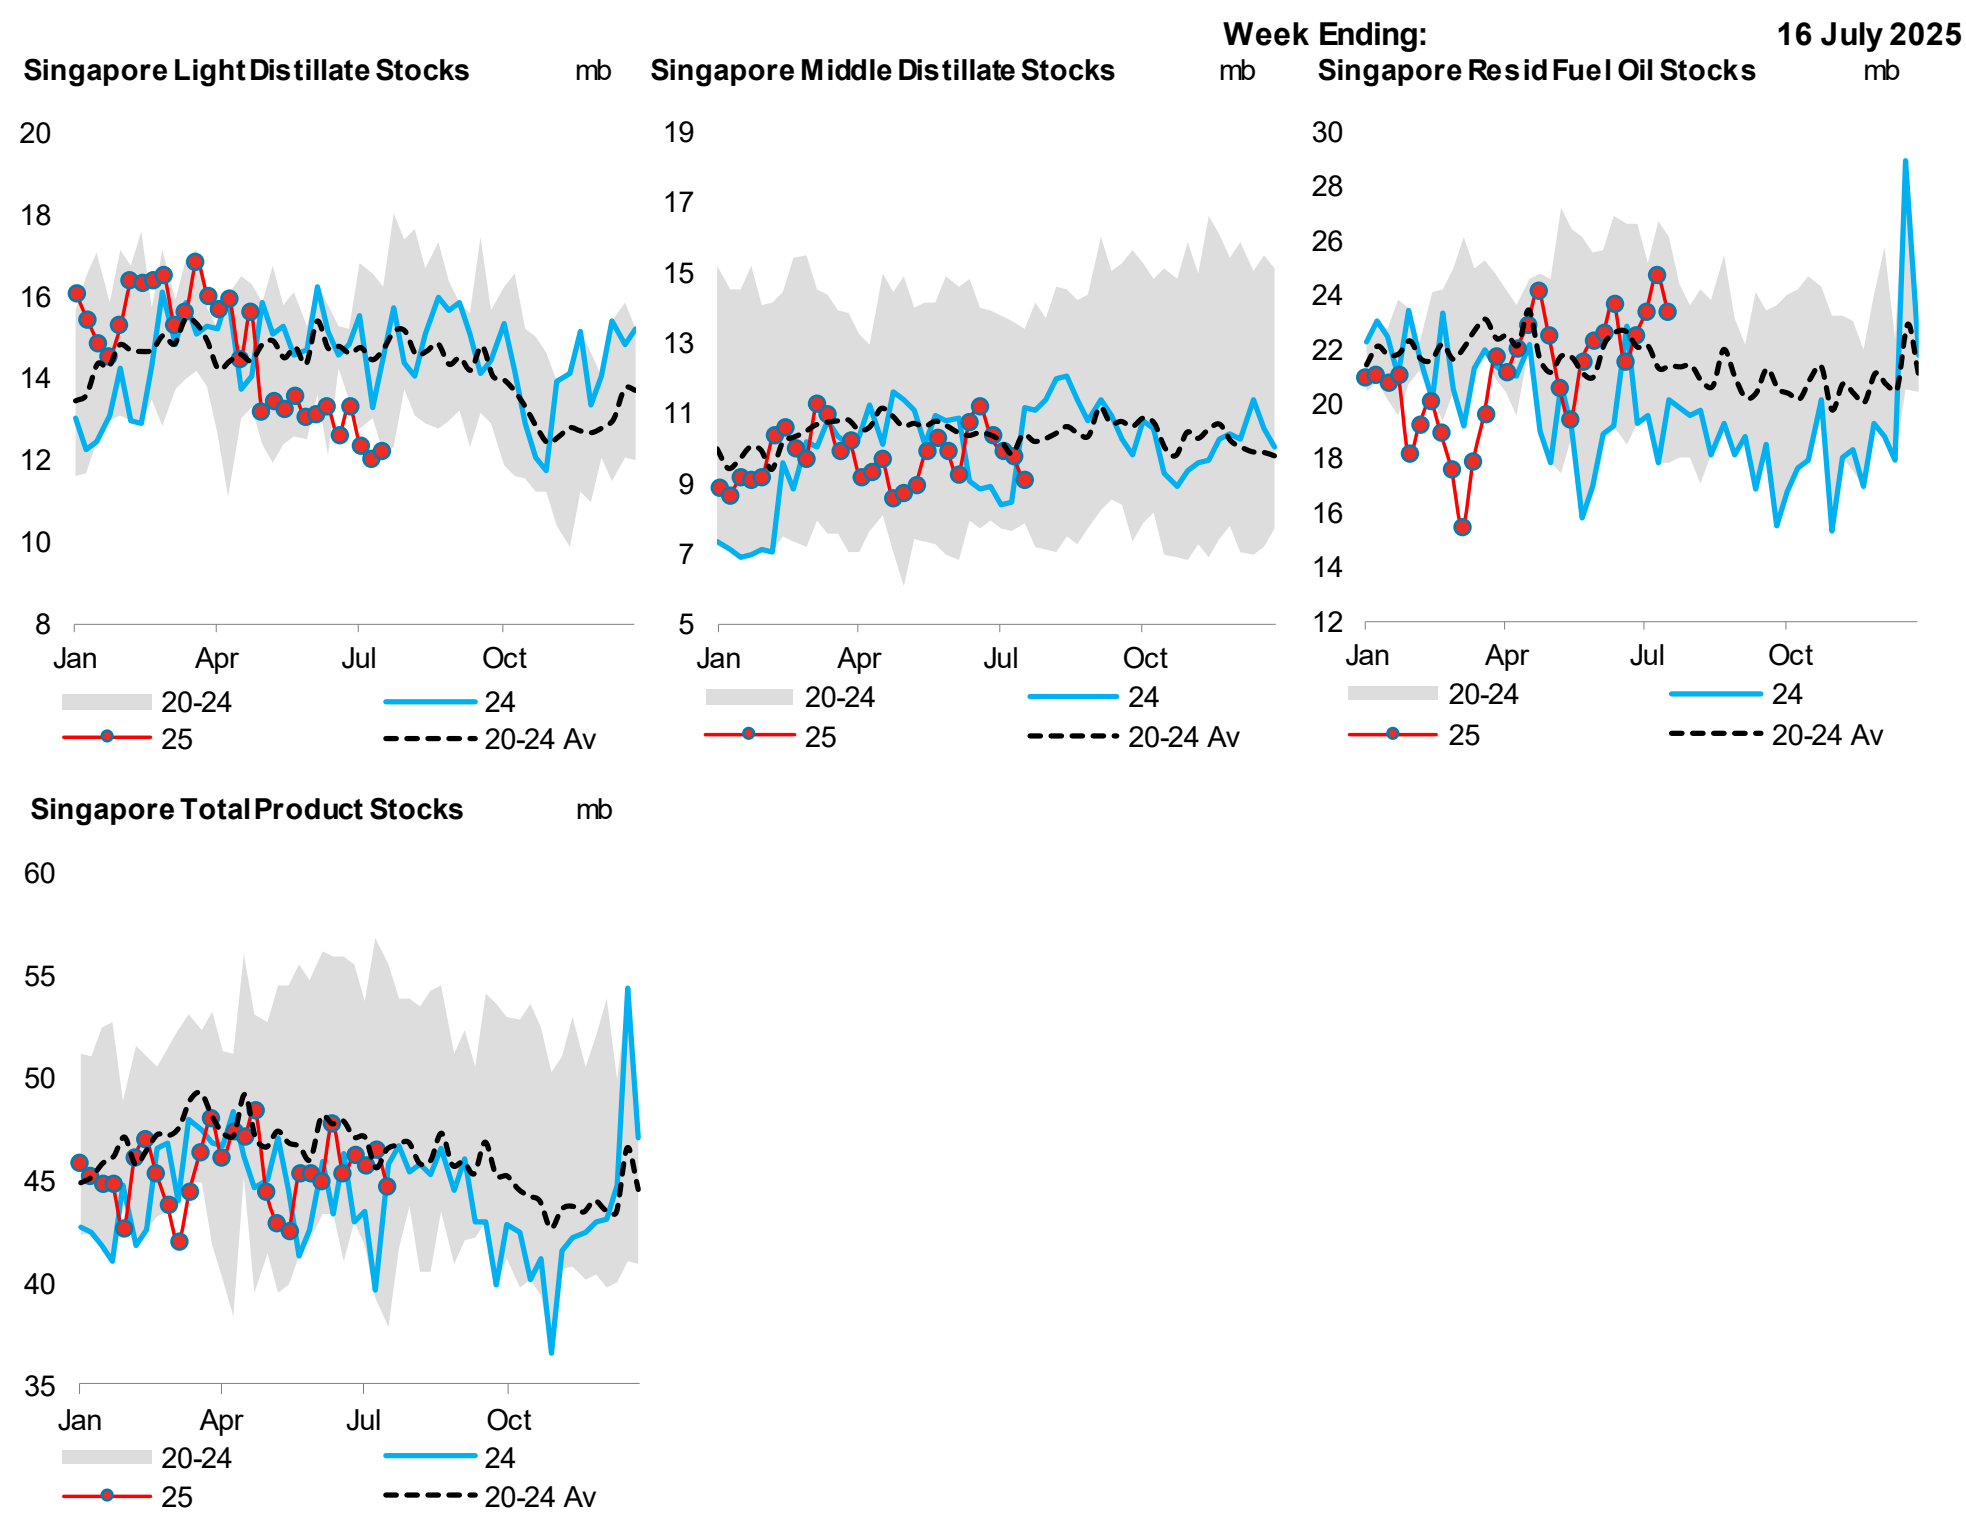 Week Ending: 16 July 2025
Singapore Light Distillate Stocks mb
20
18
16
14
12
10
8
Jan Apr Jul Oct
20-24 24
25 20-24 Av
Singapore Middle Distillate Stocks mb
19
17
15
13
11
9
7
5
Jan Apr Jul Oct
20-24 24
25 20-24 Av
Singapore Resid Fuel Oil Stocks mb
30
28
26
24
22
20
18
16
14
12
Jan Apr Jul Oct
20-24 24
25 20-24 Av
Singapore Total Product Stocks mb
60
55
50
45
40
35
Jan Apr Jul Oct
20-24 24
25 20-24 Av